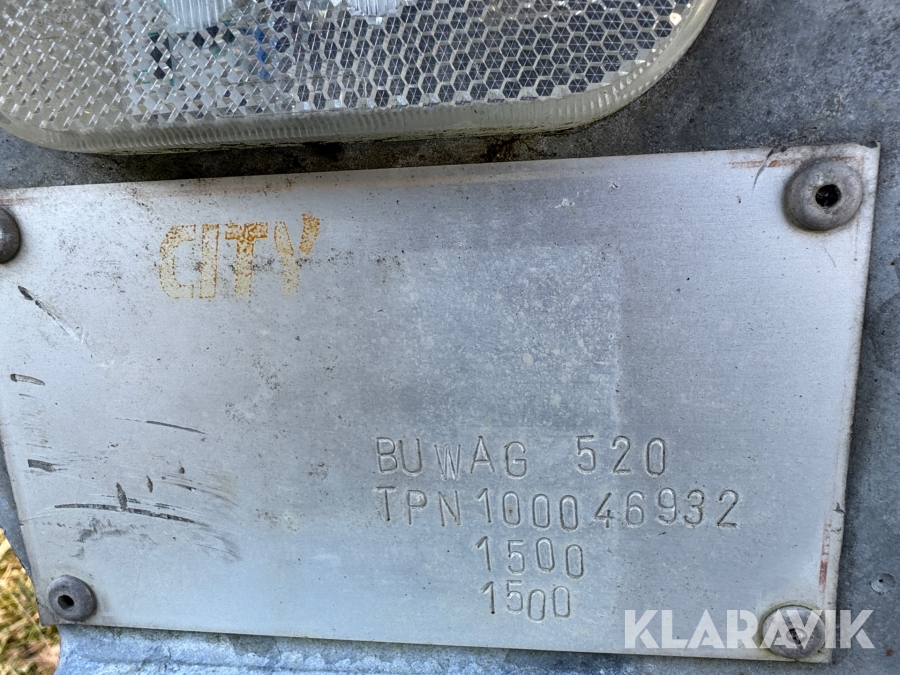 CITY
BUWAG 520
TPN100046932
1500
1500
KLARAVIK